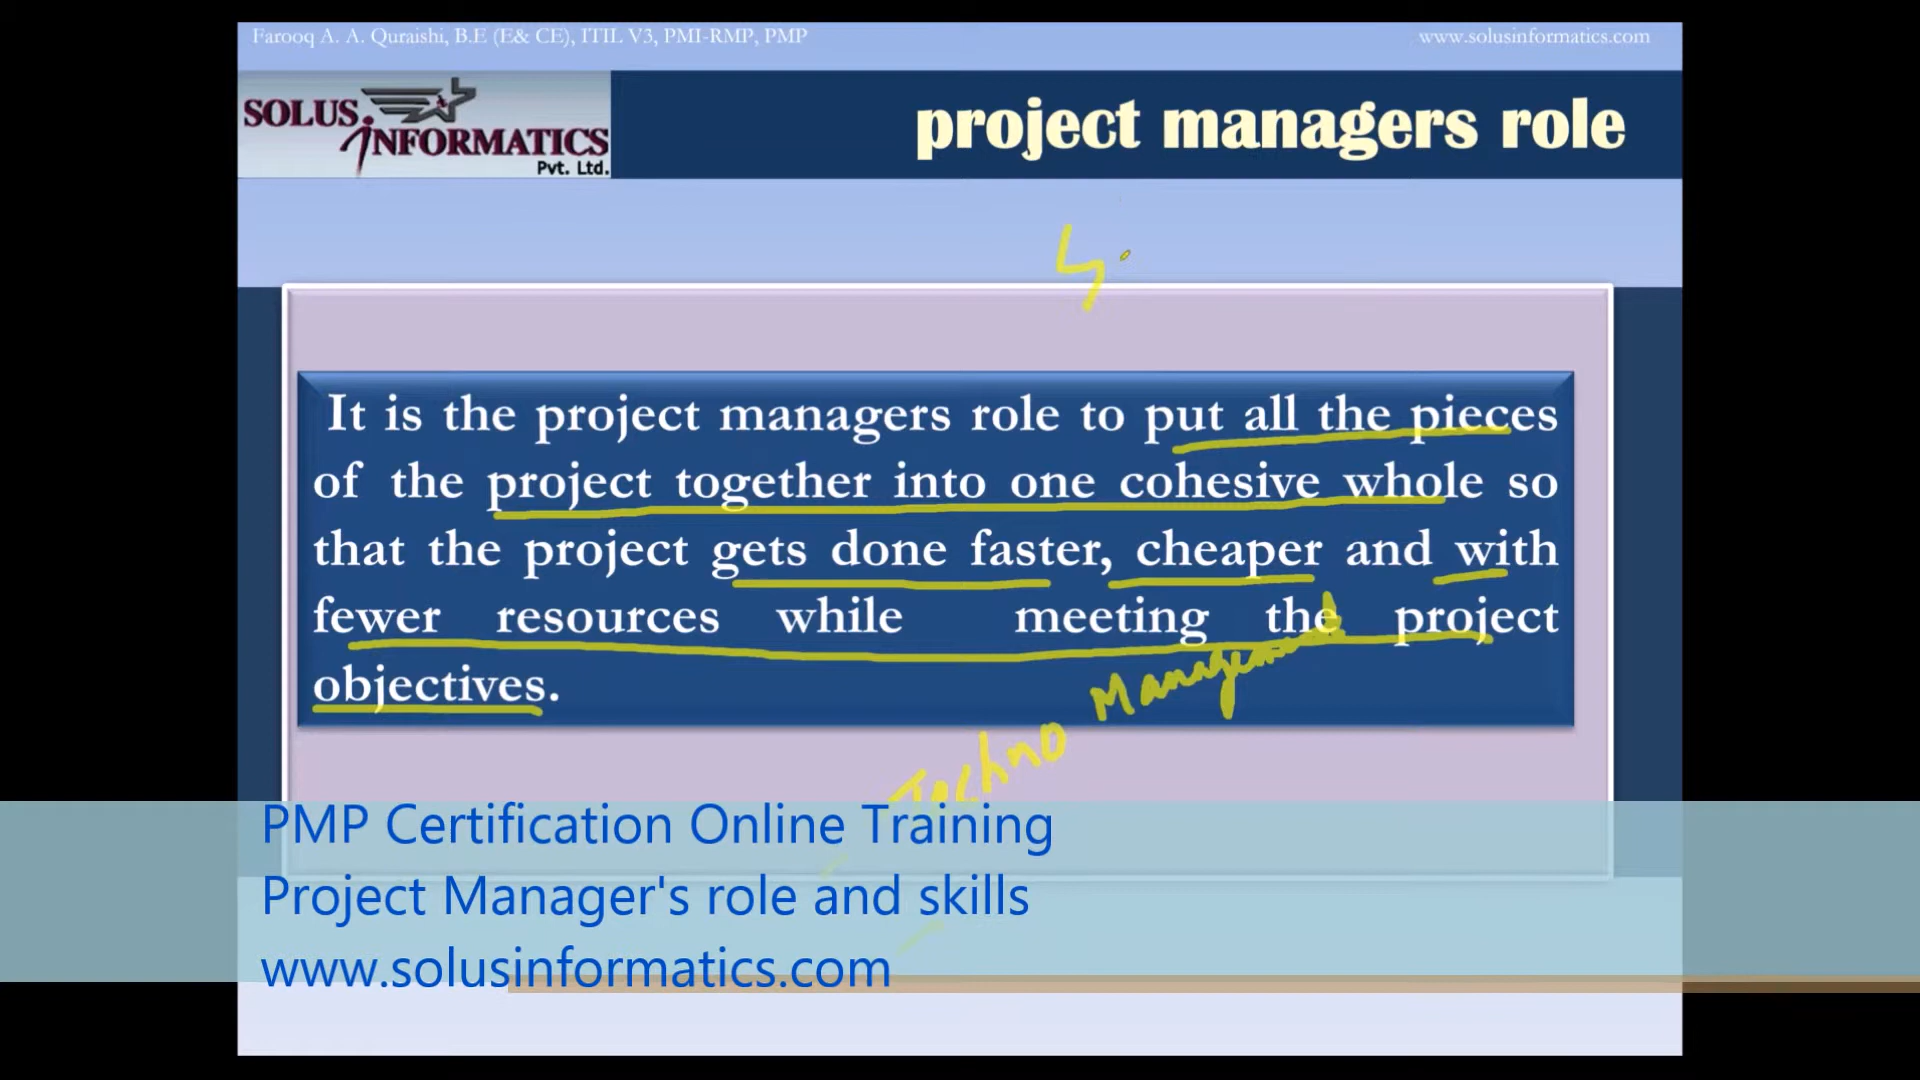 Farooq A. A. Quraishi, B.E (E& CE), ITIL V3, PMI-RMP, PMP
www.solusinformatics.com
SOLUS
iNFORMATICS
Pvt. Ltd.
project managers role
It is the project managers role to put all the pieces
of the project together into one cohesive whole so
that the project gets done faster, cheaper and with
fewer resources while meeting the project
objectives.
Techno Management
PMP Certification Online Training
Project Manager's role and skills
www.solusinformatics.com